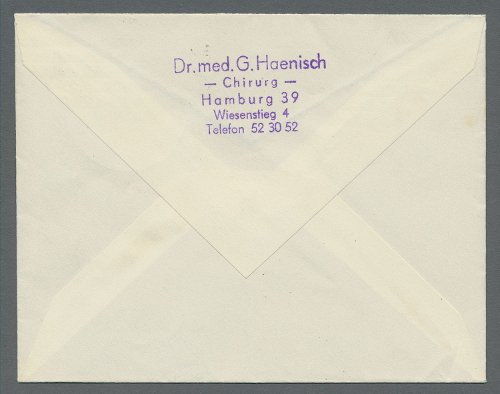 Dr. med. G. Haenisch
— Chirurg —
Hamburg 39
Wiesenstieg 4
Telefon 52 30 52